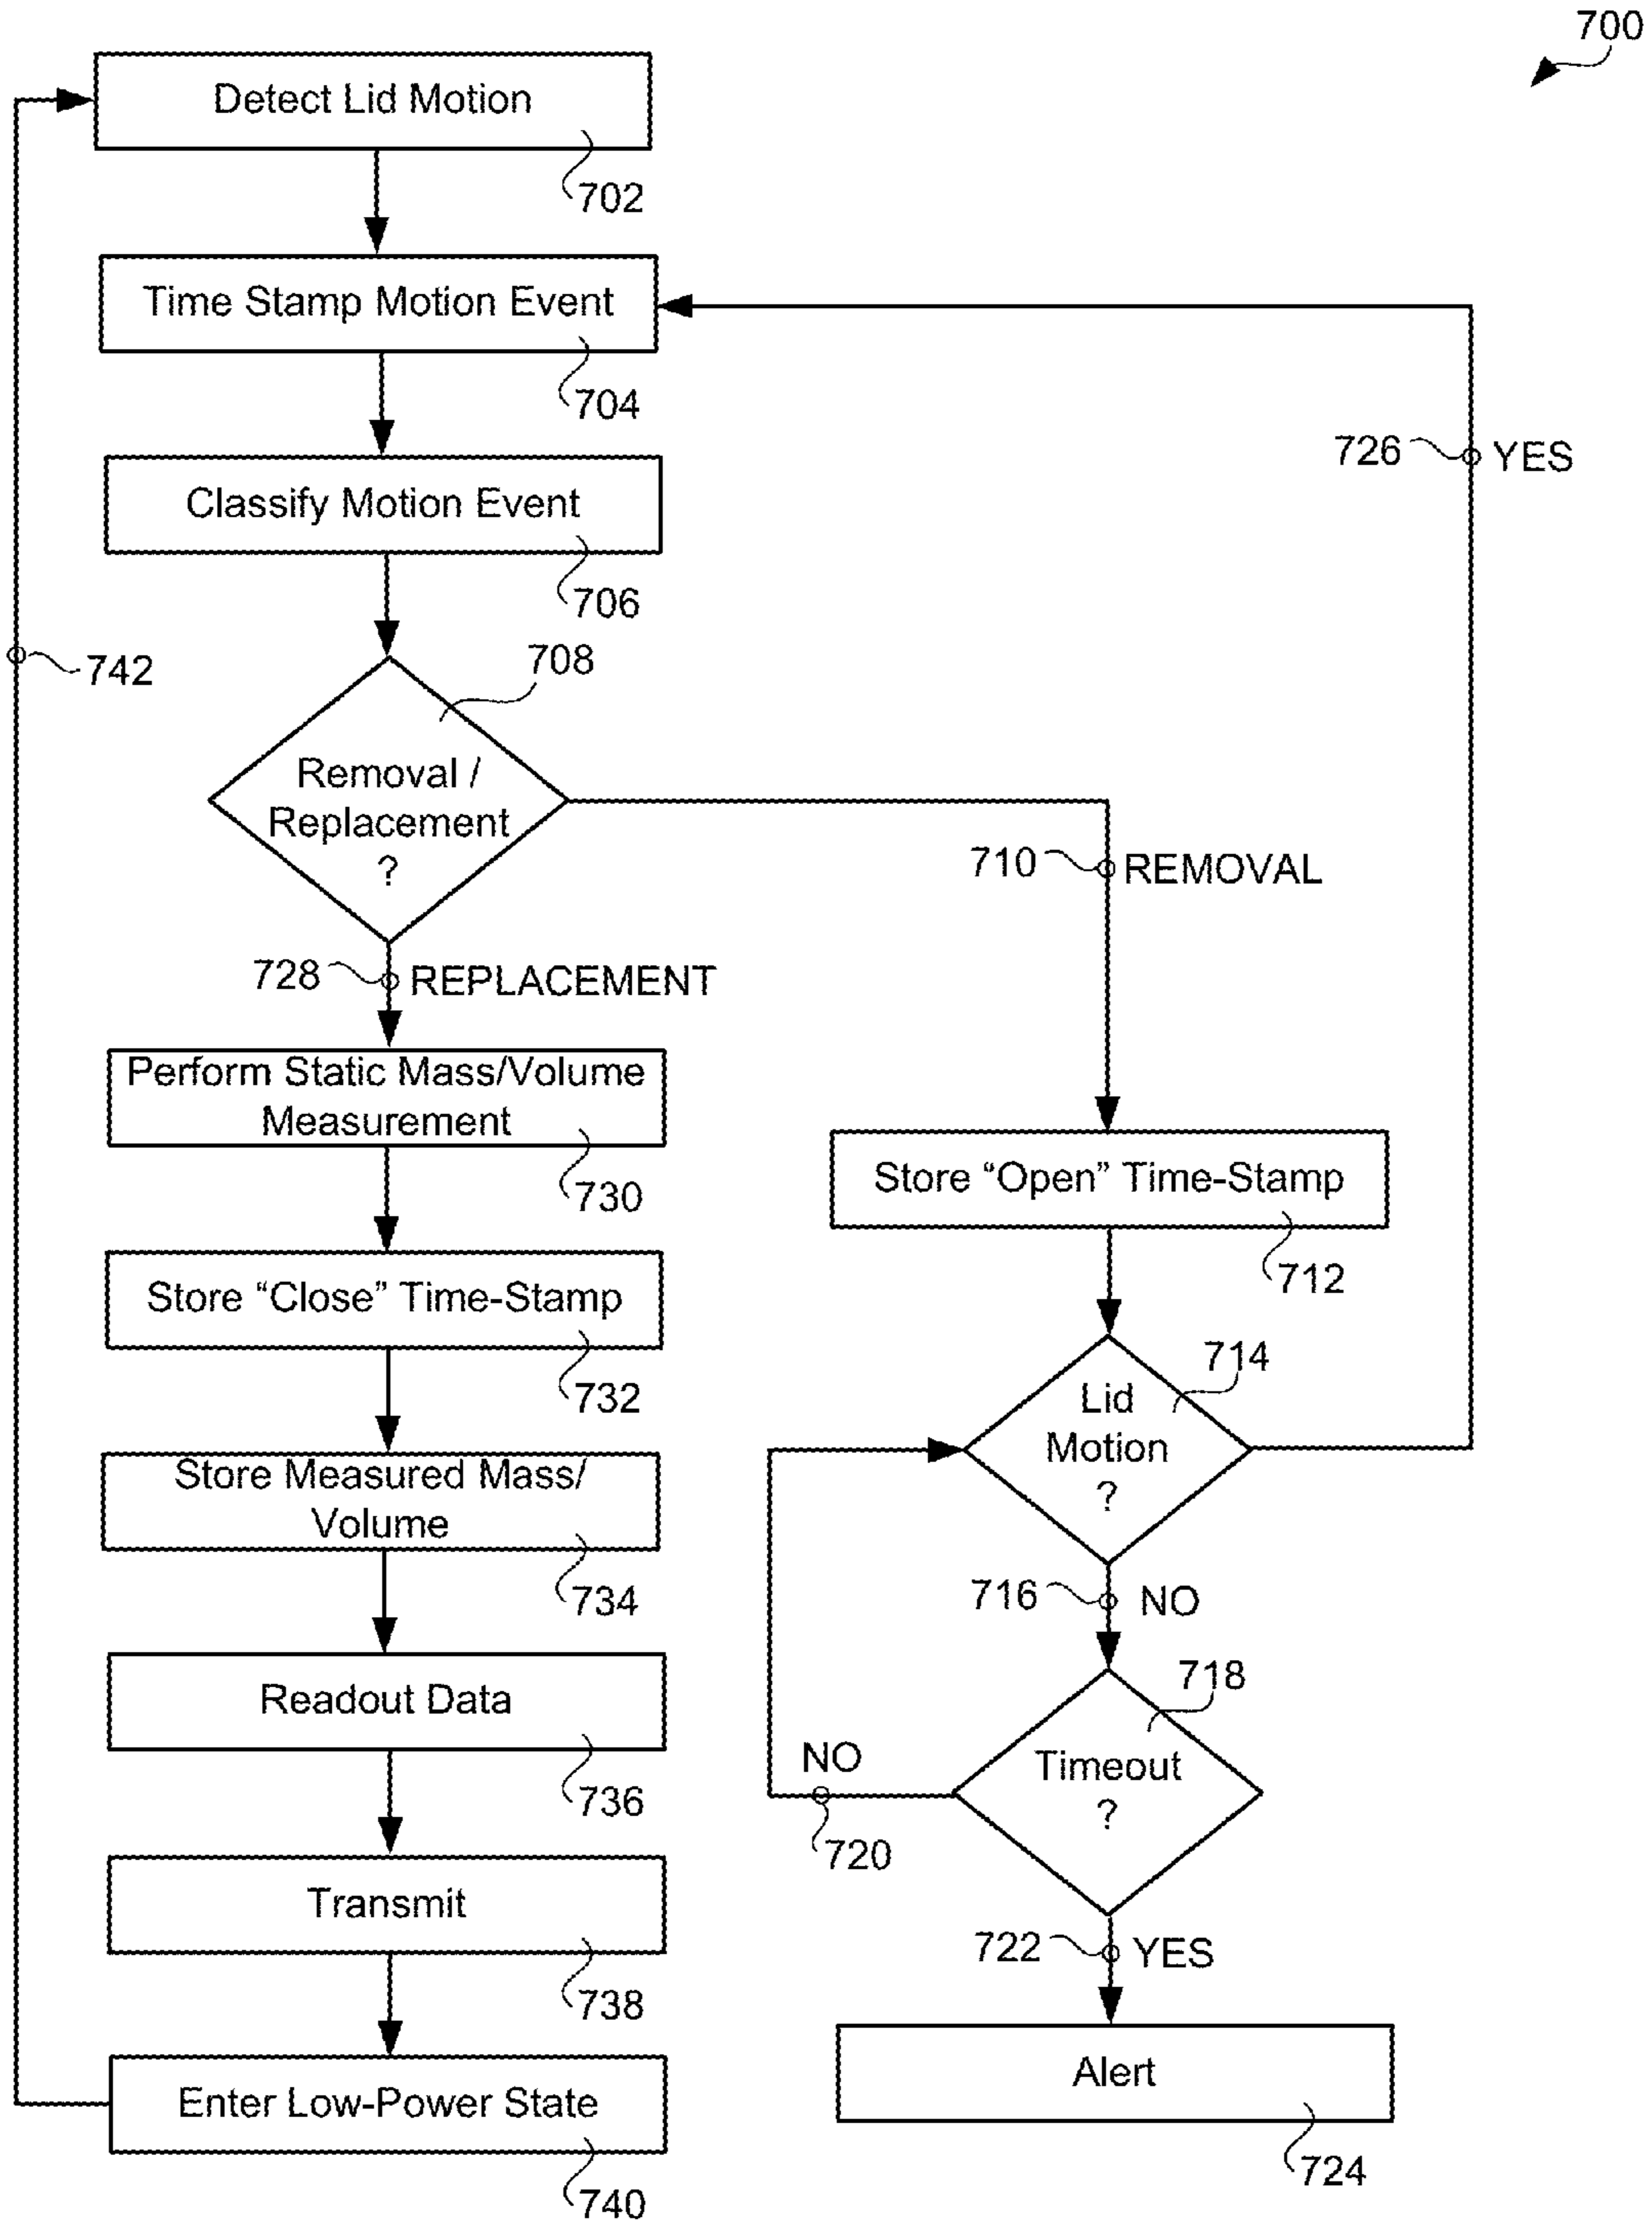 700
Detect Lid Motion
702
Time Stamp Motion Event
704
726 YES
Classify Motion Event
706
742
708
Removal /
Replacement
?
710 REMOVAL
728 REPLACEMENT
Perform Static Mass/Volume
Measurement
730
Store “Open” Time-Stamp
712
Store “Close” Time-Stamp
732
714
Lid
Motion
?
Store Measured Mass/
Volume
734
716 NO
Readout Data
736
718
Timeout
?
NO
720
Transmit
738
722 YES
Enter Low-Power State
740
Alert
724